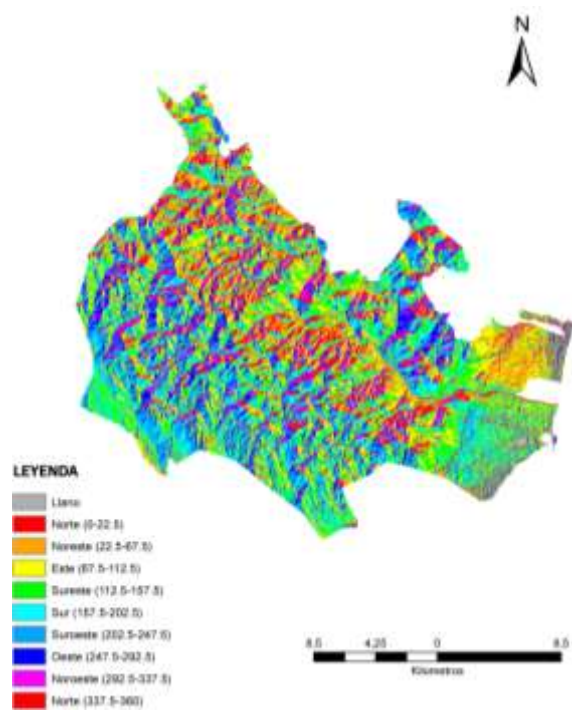 N
LEYENDA
Llano
Norte (0-22.5)
Noreste (22.5-67.5)
Este (67.5-112.5)
Sureste (112.5-157.5)
Sur (157.5-202.5)
Suroeste (202.5-247.5)
Oeste (247.5-292.5)
Noroeste (292.5-337.5)
Norte (337.5-360)
8.5 4.25 0 8.5
Kilometros